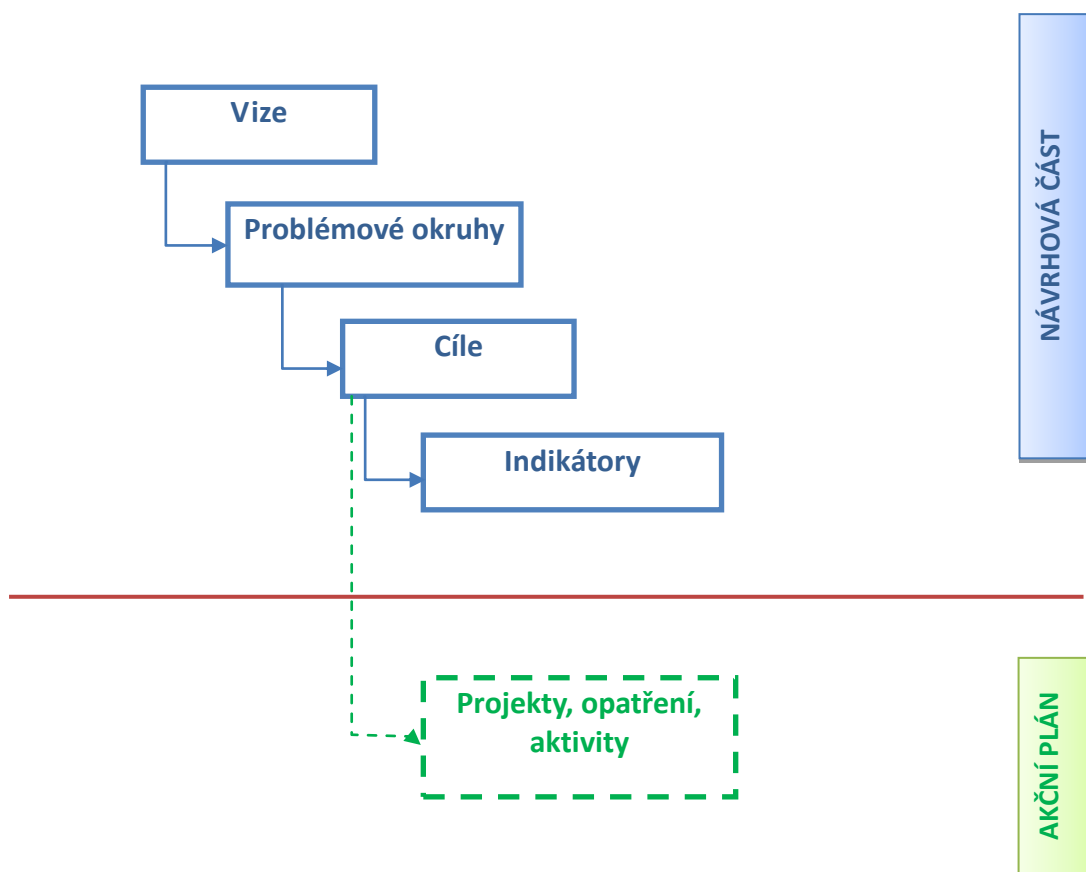 Vize
Problémové okruhy
Cíle
Indikátory
NÁVRHOVÁ ČÁST
Projekty, opatření,
aktivity
AKČNÍ PLÁN